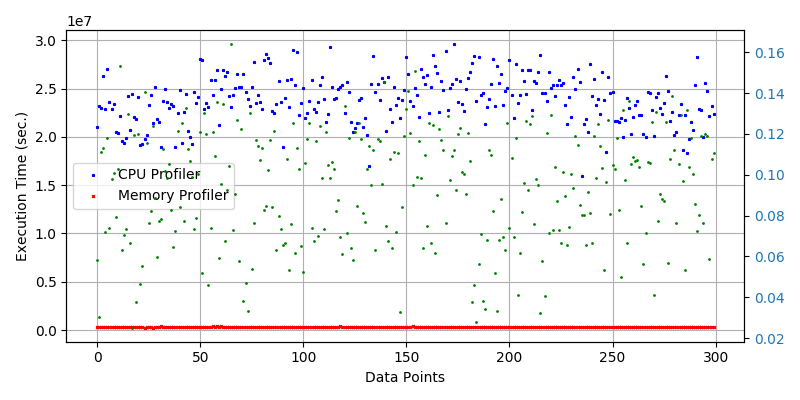 1e7
3.0
2.5
2.0
1.5
1.0
0.5
0.0
Execution Time (sec.)
CPU Profiler
Memory Profiler
0.16
0.14
0.12
0.10
0.08
0.06
0.04
0.02
0 50 100 150 200 250 300
Data Points